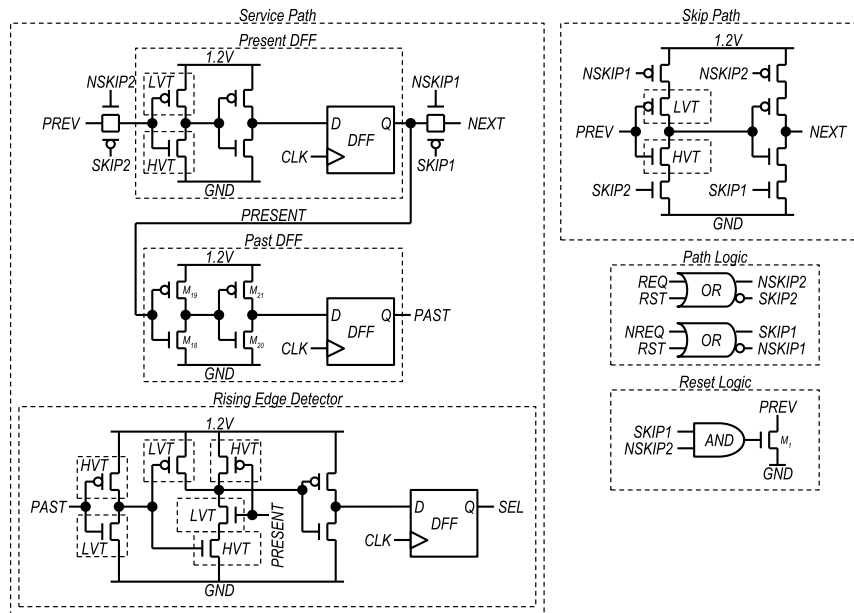 Service Path
Present DFF
1.2V
NSKIP2
LVT
NSKIP1
PREV
D
Q
DFF
NEXT
CLK
SKIP2
HVT
SKIP1
GND
PRESENT
Past DFF
1.2V
M19
M21
D
Q
PAST
DFF
M18
M20
CLK
GND
Rising Edge Detector
1.2V
HVT
LVT
HVT
PAST
LVT
D
Q
SEL
DFF
LVT
HVT
PRESENT
CLK
GND
Skip Path
1.2V
NSKIP1
NSKIP2
LVT
PREV
NEXT
HVT
SKIP2
SKIP1
GND
Path Logic
REQ
OR
NSKIP2
RST
SKIP2
NREQ
OR
SKIP1
RST
NSKIP1
Reset Logic
PREV
SKIP1
AND
M1
NSKIP2
GND